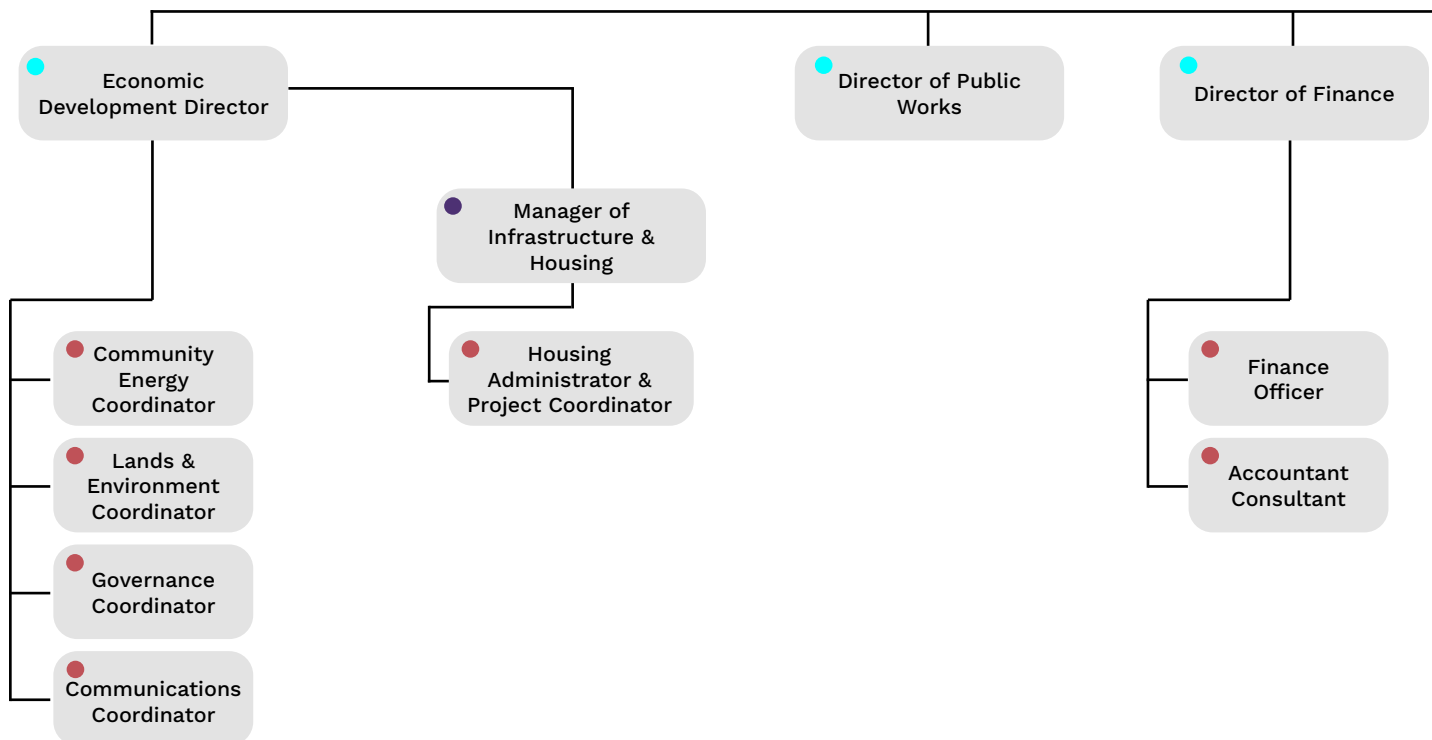 Economic
Development Director
Director of Public
Works
Director of Finance
Manager of
Infrastructure &
Housing
Community
Energy
Coordinator
Housing
Administrator &
Project Coordinator
Finance
Officer
Lands &
Environment
Coordinator
Accountant
Consultant
Governance
Coordinator
Communications
Coordinator